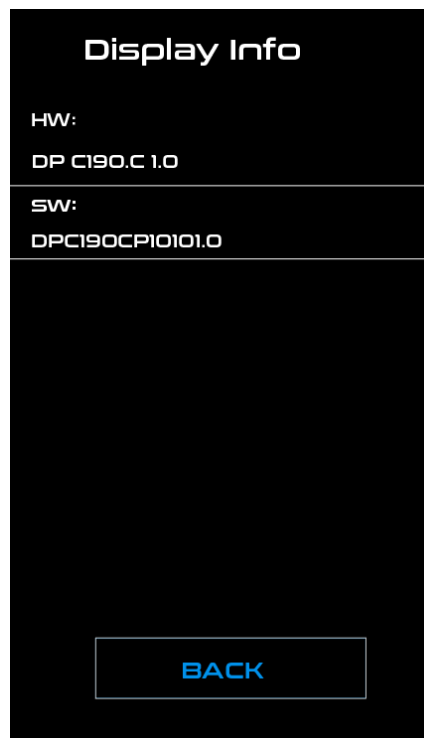 Display Info
HW:
DP C190.C 1.0
SW:
DPC190CP10101.0
BACK